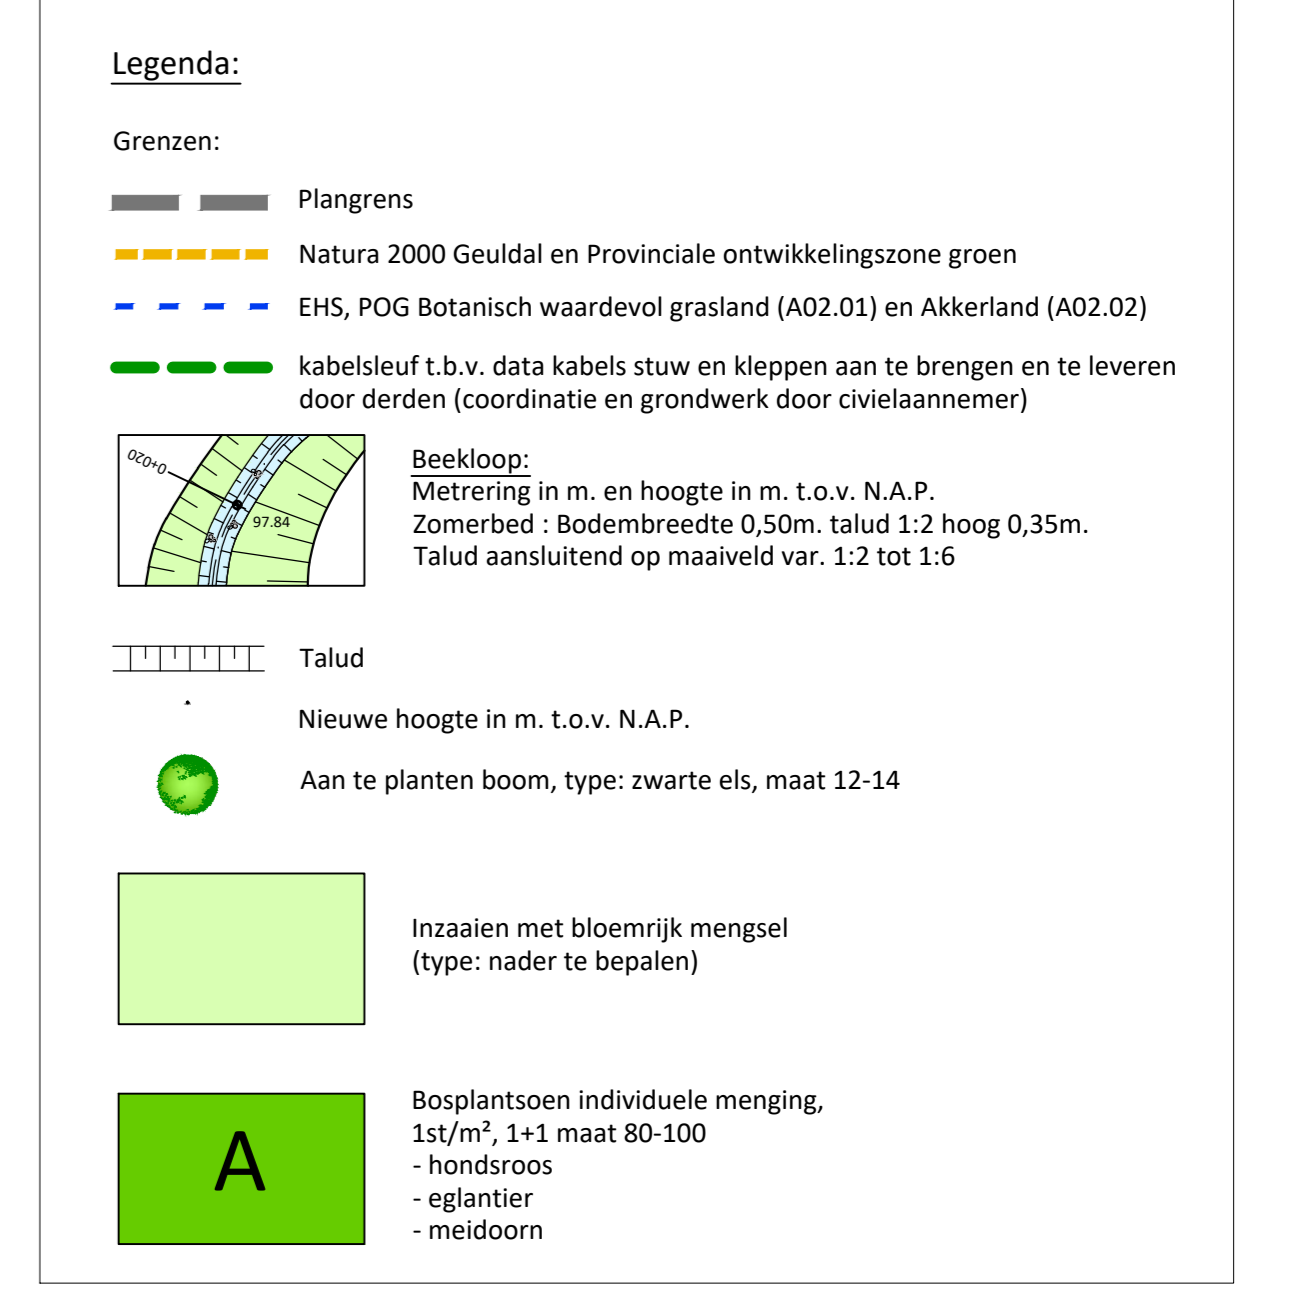 Legenda:
Grenzen:
Plangrens
Natura 2000 Geuldal en Provinciale ontwikkelingszone groen
EHS, POG Botanisch waardevol grasland (A02.01) en Akkerland (A02.02)
kabelsleuf t.b.v. data kabels stuw en kleppen aan te brengen en te leveren
door derden (coordinatie en grondwerk door civielaannemer)
0+020
97.84
Beekloop:
Metrering in m. en hoogte in m. t.o.v. N.A.P.
Zomerbed : Bodembreedte 0,50m. talud 1:2 hoog 0,35m.
Talud aansluitend op maaiveld var. 1:2 tot 1:6
Talud
Nieuwe hoogte in m. t.o.v. N.A.P.
Aan te planten boom, type: zwarte els, maat 12-14
Inzaaien met bloemrijk mengsel
(type: nader te bepalen)
A
Bosplantsoen individuele menging,
1st/m², 1+1 maat 80-100
- hondsroos
- eglantier
- meidoorn